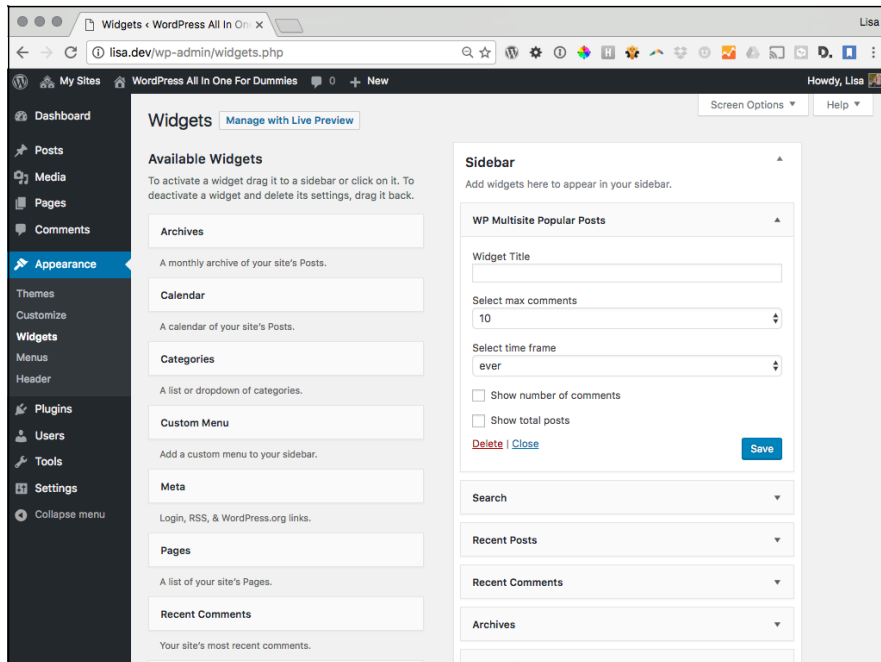 Widgets ‹ WordPress All In On
Lisa
lisa.dev/wp-admin/widgets.php
My Sites
WordPress All In One For Dummies
0
+ New
Howdy, Lisa
Dashboard
Posts
Media
Pages
Comments
Appearance
Themes
Customize
Widgets
Menus
Header
Plugins
Users
Tools
Settings
Collapse menu
Screen Options
Help
Widgets
Manage with Live Preview
Available Widgets
To activate a widget drag it to a sidebar or click on it. To
deactivate a widget and delete its settings, drag it back.
Archives
A monthly archive of your site's Posts.
Calendar
A calendar of your site's Posts.
Categories
A list or dropdown of categories.
Custom Menu
Add a custom menu to your sidebar.
Meta
Login, RSS, & WordPress.org links.
Pages
A list of your site's Pages.
Recent Comments
Your site's most recent comments.
Sidebar
Add widgets here to appear in your sidebar.
WP Multisite Popular Posts
Widget Title
Select max comments
10
Select time frame
ever
Show number of comments
Show total posts
Delete | Close
Save
Search
Recent Posts
Recent Comments
Archives